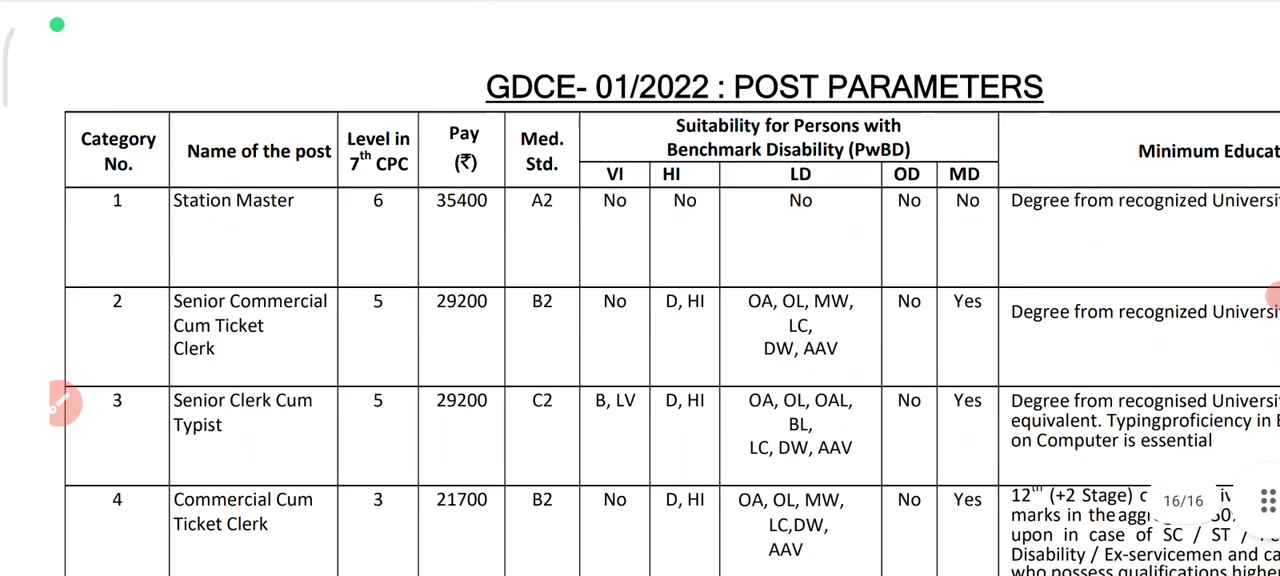 GDCE- 01/2022 : POST PARAMETERS
Category No. Name of the post Level in 7th CPC Pay (₹) Med. Std. Suitability for Persons with Benchmark Disability (PwBD) Minimum Educat
VI HI LD OD MD
1 Station Master 6 35400 A2 No No No No No Degree from recognized Universi
2 Senior Commercial 5 29200 B2 No D, HI OA, OL, MW, No Yes Degree from recognized Universi
Cum Ticket LC,
Clerk DW, AAV
3 Senior Clerk Cum 5 29200 C2 B, LV D, HI OA, OL, OAL, No Yes Degree from recognised Universi
Typist BL, equivalent. Typingproficiency in E
LC, DW, AAV on Computer is essential
4 Commercial Cum 3 21700 B2 No D, HI OA, OL, MW, No Yes 12th (+2 Stage)
Ticket Clerk LC,DW, marks in the
AAV upon in case of SC / ST /
Disability / Ex-servicemen and ca
who possess qualifications higher
16/16